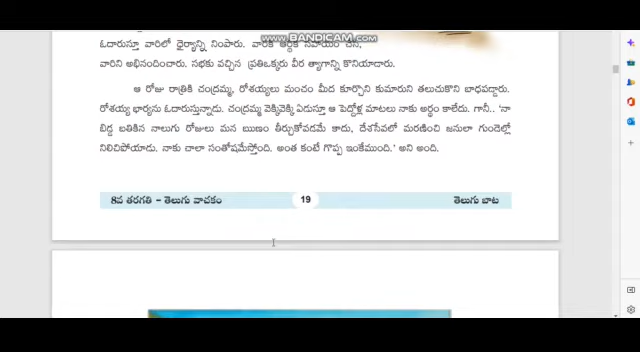 www.BANDICAM.com
ఓదారుస్తూ వారిలో ధైర్యాన్ని నింపారు. వారికి ఆర్థిక సహాయం చేసి,
వారిని అభినందించారు. సభకు వచ్చిన ప్రతిఒక్కరు వీర త్యాగాన్ని కొనియాడారు.
ఆ రోజు రాత్రికి చంద్రమ్మ, రోశయ్యలు మంచం మీద కూర్చొని కుమారుని తలుచుకొని బాధపడ్డారు.
రోశయ్య భార్యను ఓదారుస్తున్నాడు. చంద్రమ్మ వెక్కివెక్కి ఏడుస్తూ ఆ పెద్దోళ్ల మాటలు నాకు అర్థం కాలేదు. గానీ.. 'నా
బిడ్డ బతికిన నాలుగు రోజులు మన ఋణం తీర్చుకోవడమే కాదు, దేశసేవలో మరణించి జనులా గుండెల్లో
నిలిచిపోయాడు. నాకు చాలా సంతోషమేస్తోంది. అంత కంటే గొప్ప ఇంకేముంది.' అని అంది.
8వ తరగతి – తెలుగు వాచకం 19 తెలుగు బాట